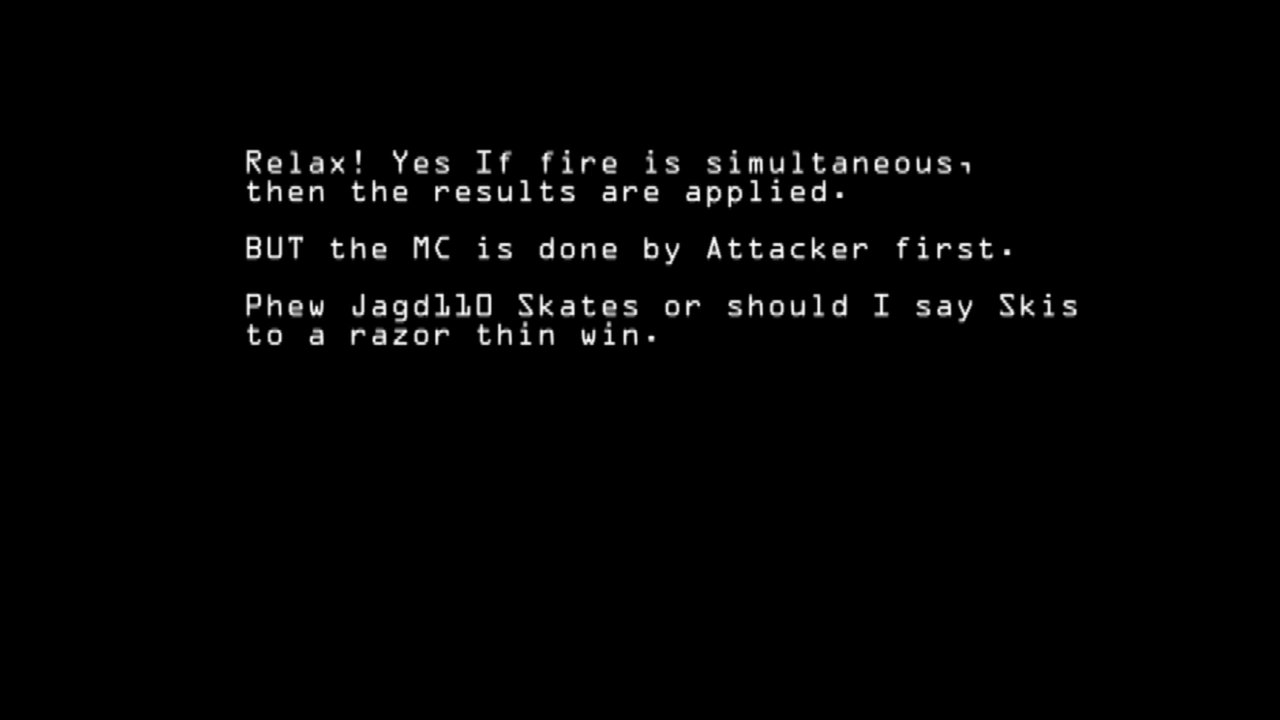 Relax! Yes If fire is simultaneous,
then the results are applied.
BUT the MC is done by Attacker first.
Phew Jagd110 Skates or should I say Skis
to a razor thin win.